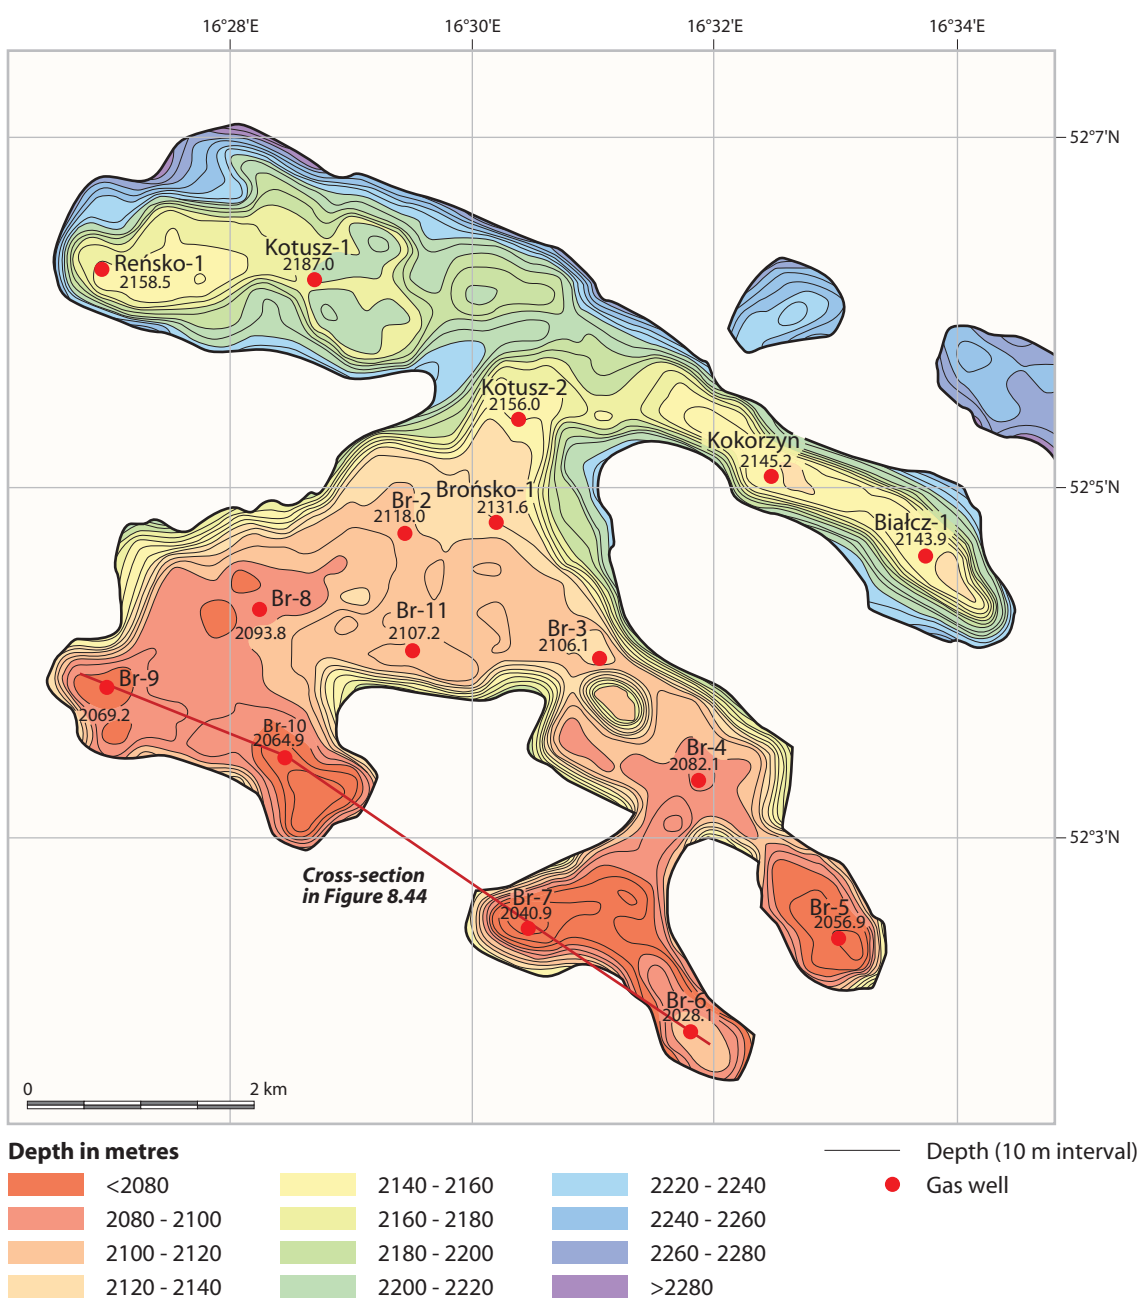 16°28'E
16°30'E
16°32'E
16°34'E
52°7'N
Kotusz-1
2187.0
Reńsko-1
2158.5
Kotusz-2
2156.0
Kokorzyn
2145.2
52°5'N
Brońsko-1
2131.6
Br-2
2118.0
Białcz-1
2143.9
Br-8
2093.8
Br-11
2107.2
Br-3
2106.1
Br-9
2069.2
Br-10
2064.9
Br-4
2082.1
52°3'N
Cross-section
in Figure 8.44
Br-7
2040.9
Br-5
2056.9
Br-6
2028.1
0 2 km
Depth in metres
<2080
2080 - 2100
2100 - 2120
2120 - 2140
2140 - 2160
2160 - 2180
2180 - 2200
2200 - 2220
2220 - 2240
2240 - 2260
2260 - 2280
>2280
Depth (10 m interval)
Gas well